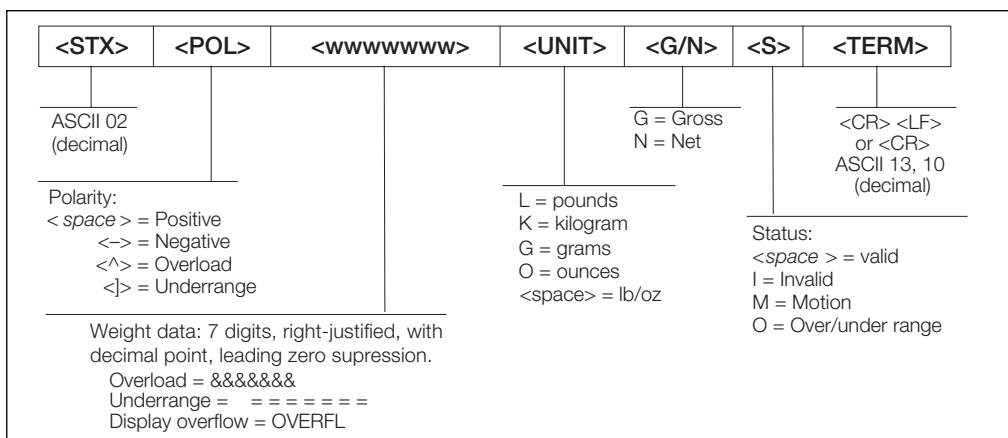 <STX> <POL> <wwwwwww> <UNIT> <G/N> <S> <TERM>
ASCII 02
(decimal)
G = Gross
N = Net
<CR> <LF>
or <CR>
ASCII 13, 10
(decimal)
Polarity:
< space > = Positive
<–> = Negative
<^> = Overload
<]> = Underrange
L = pounds
K = kilogram
G = grams
O = ounces
<space> = lb/oz
Status:
<space > = valid
I = Invalid
M = Motion
O = Over/under range
Weight data: 7 digits, right-justified, with
decimal point, leading zero supression.
Overload = &&&&&&&
Underrange = = = = = = = =
Display overflow = OVERFL